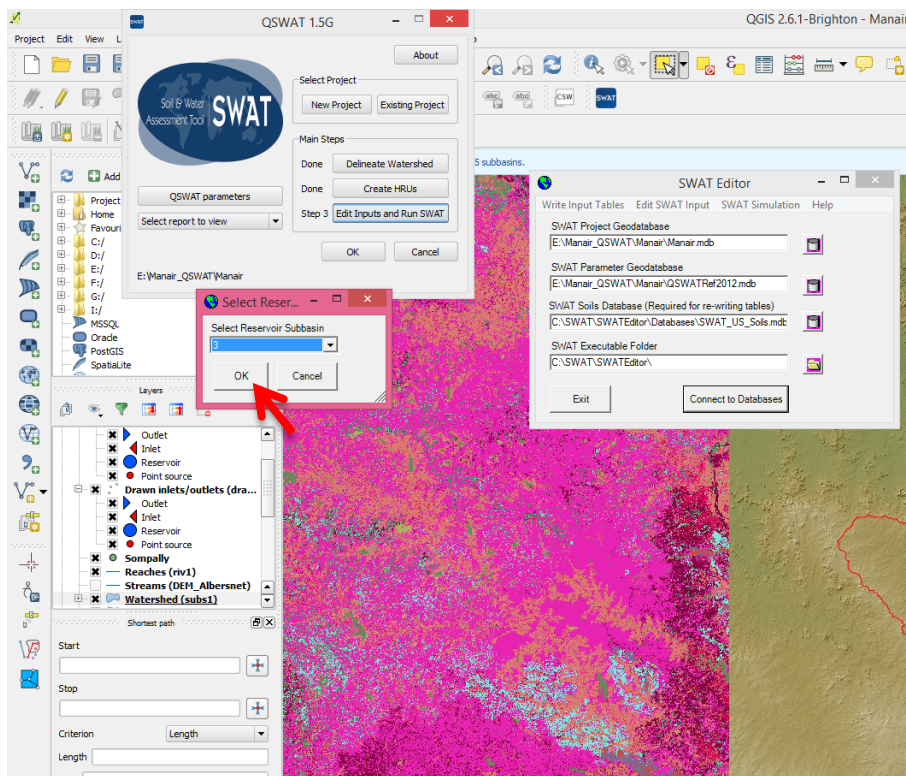 QSWAT 1.5G
QGIS 2.6.1-Brighton - Manair
Project Edit View L
About
Select Project
New Project Existing Project
Soil & Water
Assessment Tool SWAT
Main Steps
Done Delineate Watershed
Done Create HRUs
Step 3 Edit Inputs and Run SWAT
QSWAT parameters
Select report to view
OK Cancel
E:\Manair_QSWAT\Manair
abc abc CSW SWAT
5 subbasins.
SWAT Editor
Write Input Tables Edit SWAT Input SWAT Simulation Help
SWAT Project Geodatabase
E:\Manair_QSWAT\Manair\Manair.mdb
SWAT Parameter Geodatabase
E:\Manair_QSWAT\Manair\QSWATRef2012.mdb
SWAT Soils Database (Required for re-writing tables)
C:\SWAT\SWATEditor\Databases\SWAT_US_Soils.mdb
SWAT Executable Folder
C:\SWAT\SWATEditor\
Exit Connect to Databases
Select Reser...
Select Reservoir Subbasin
3
OK Cancel
Add
Project
Home
Favouri
C:/
D:/
E:/
F:/
G:/
I:/
MSSQL
Oracle
PostGIS
SpatiaLite
Layers
Outlet
Inlet
Reservoir
Point source
Drawn inlets/outlets (dra...
Outlet
Inlet
Reservoir
Point source
Sompally
Reaches (riv1)
Streams (DEM_Albersnet)
Watershed (subs1)
Shortest path
Start
Stop
Criterion Length
Length